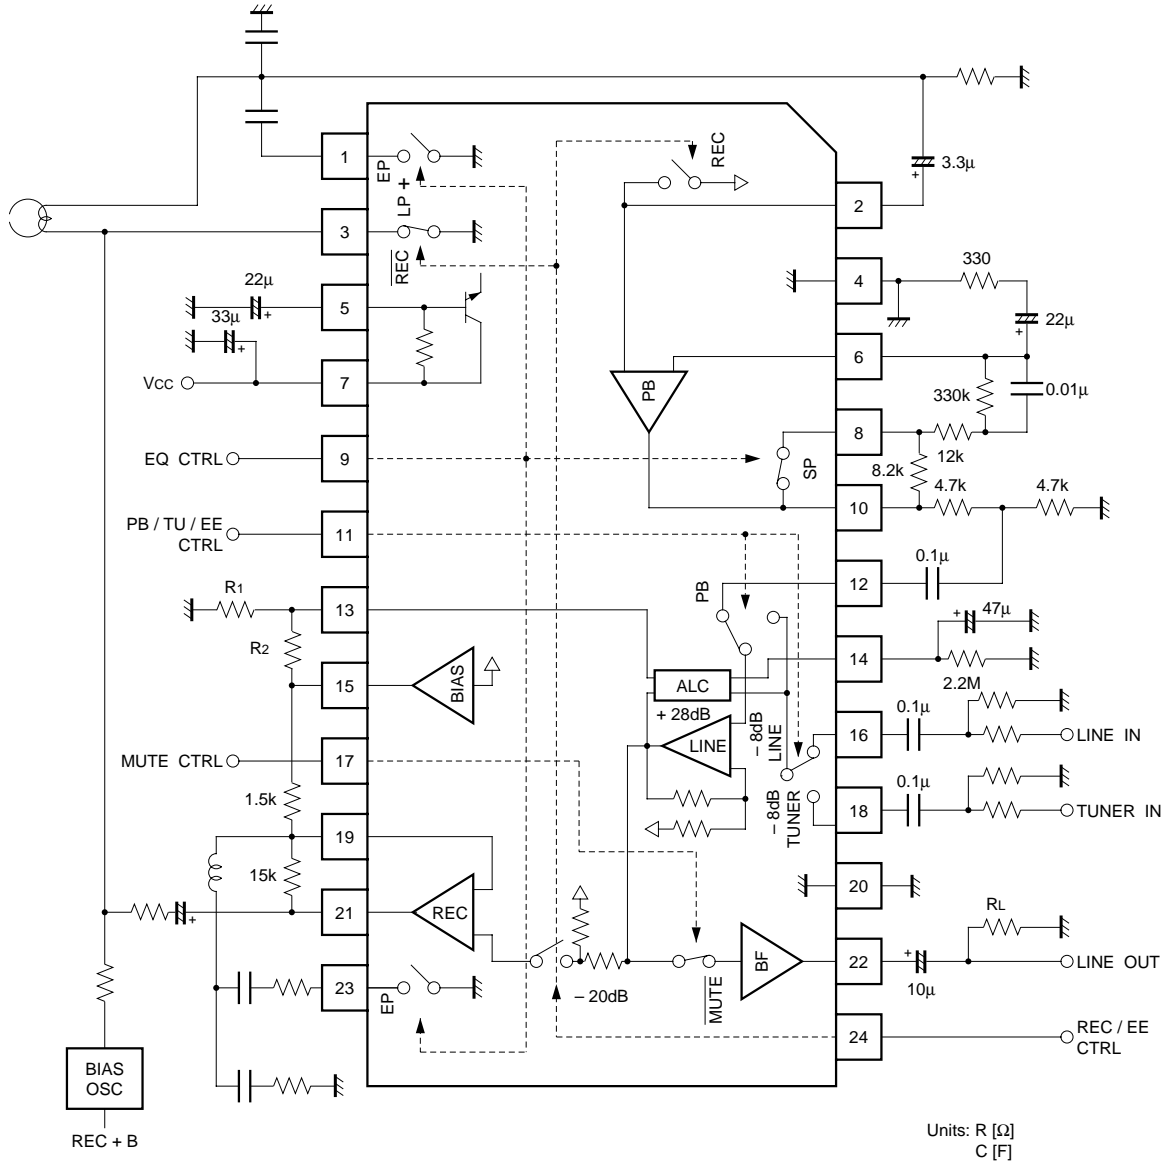 REC
3.3µ
1
EP
LP +
2
3
REC
4
330
22µ
5
33µ
22µ
6
VCC
7
PB
330k
0.01µ
8
12k
EQ CTRL
9
SP
8.2k
4.7k
4.7k
10
PB / TU / EE
CTRL
11
0.1µ
12
PB
R1
13
47µ
R2
14
2.2M
15
BIAS
ALC
+ 28dB
LINE
– 8dB
LINE
0.1µ
16
LINE IN
MUTE CTRL
17
0.1µ
1.5k
– 8dB
TUNER
18
TUNER IN
19
15k
20
21
REC
RL
BF
22
LINE OUT
10µ
23
EP
– 20dB
MUTE
24
REC / EE
CTRL
BIAS
OSC
REC + B
Units: R [Ω]
C [F]